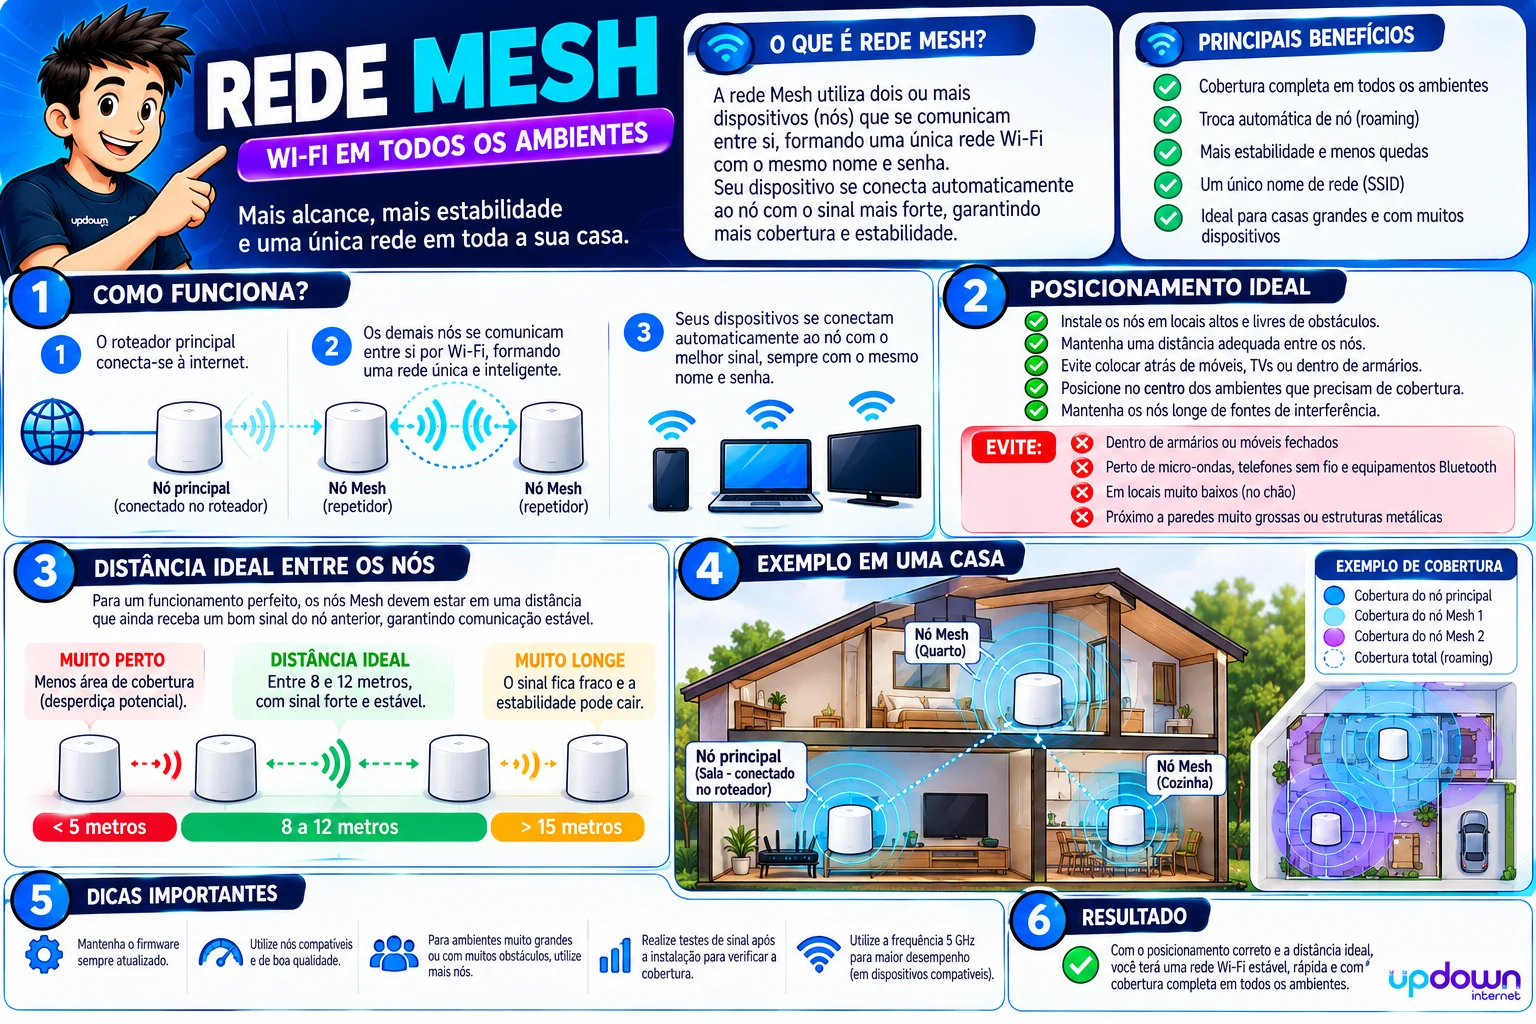 REDE MESH
WI-FI EM TODOS OS AMBIENTES
Mais alcance, mais estabilidade
e uma única rede em toda a sua casa.
updown
O QUE É REDE MESH?
A rede Mesh utiliza dois ou mais
dispositivos (nós) que se comunicam
entre si, formando uma única rede Wi-Fi
com o mesmo nome e senha.
Seu dispositivo se conecta automaticamente
ao nó com o sinal mais forte, garantindo
mais cobertura e estabilidade.
PRINCIPAIS BENEFÍCIOS
Cobertura completa em todos os ambientes
Troca automática de nó (roaming)
Mais estabilidade e menos quedas
Um único nome de rede (SSID)
Ideal para casas grandes e com muitos
dispositivos
1 COMO FUNCIONA?
1
O roteador principal
conecta-se à internet.
2
Os demais nós se comunicam
entre si por Wi-Fi, formando
uma rede única e inteligente.
3
Seus dispositivos se conectam
automaticamente ao nó com o
melhor sinal, sempre com o mesmo
nome e senha.
Nó principal
(conectado no roteador)
Nó Mesh
(repetidor)
Nó Mesh
(repetidor)
2 POSICIONAMENTO IDEAL
Instale os nós em locais altos e livres de obstáculos.
Mantenha uma distância adequada entre os nós.
Evite colocar atrás de móveis, TVs ou dentro de armários.
Posicione no centro dos ambientes que precisam de cobertura.
Mantenha os nós longe de fontes de interferência.
EVITE:
Dentro de armários ou móveis fechados
Perto de micro-ondas, telefones sem fio e equipamentos Bluetooth
Em locais muito baixos (no chão)
Próximo a paredes muito grossas ou estruturas metálicas
3 DISTÂNCIA IDEAL ENTRE OS NÓS
Para um funcionamento perfeito, os nós Mesh devem estar em uma distância
que ainda receba um bom sinal do nó anterior, garantindo comunicação estável.
MUITO PERTO
Menos área de cobertura
(desperdiça potencial).
DISTÂNCIA IDEAL
Entre 8 e 12 metros,
com sinal forte e estável.
MUITO LONGE
O sinal fica fraco e a
estabilidade pode cair.
< 5 metros
8 a 12 metros
> 15 metros
4 EXEMPLO EM UMA CASA
Nó Mesh
(Quarto)
Nó principal
(Sala - conectado
no roteador)
Nó Mesh
(Cozinha)
EXEMPLO DE COBERTURA
Cobertura do nó principal
Cobertura do nó Mesh 1
Cobertura do nó Mesh 2
Cobertura total (roaming)
5 DICAS IMPORTANTES
Mantenha o firmware
sempre atualizado.
Utilize nós compatíveis
e de boa qualidade.
Para ambientes muito grandes
ou com muitos obstáculos, utilize
mais nós.
Realize testes de sinal após
a instalação para verificar a
cobertura.
Utilize a frequência 5 GHz
para maior desempenho
(em dispositivos compatíveis).
6 RESULTADO
Com o posicionamento correto e a distância ideal,
você terá uma rede Wi-Fi estável, rápida e com
cobertura completa em todos os ambientes.
updown
internet